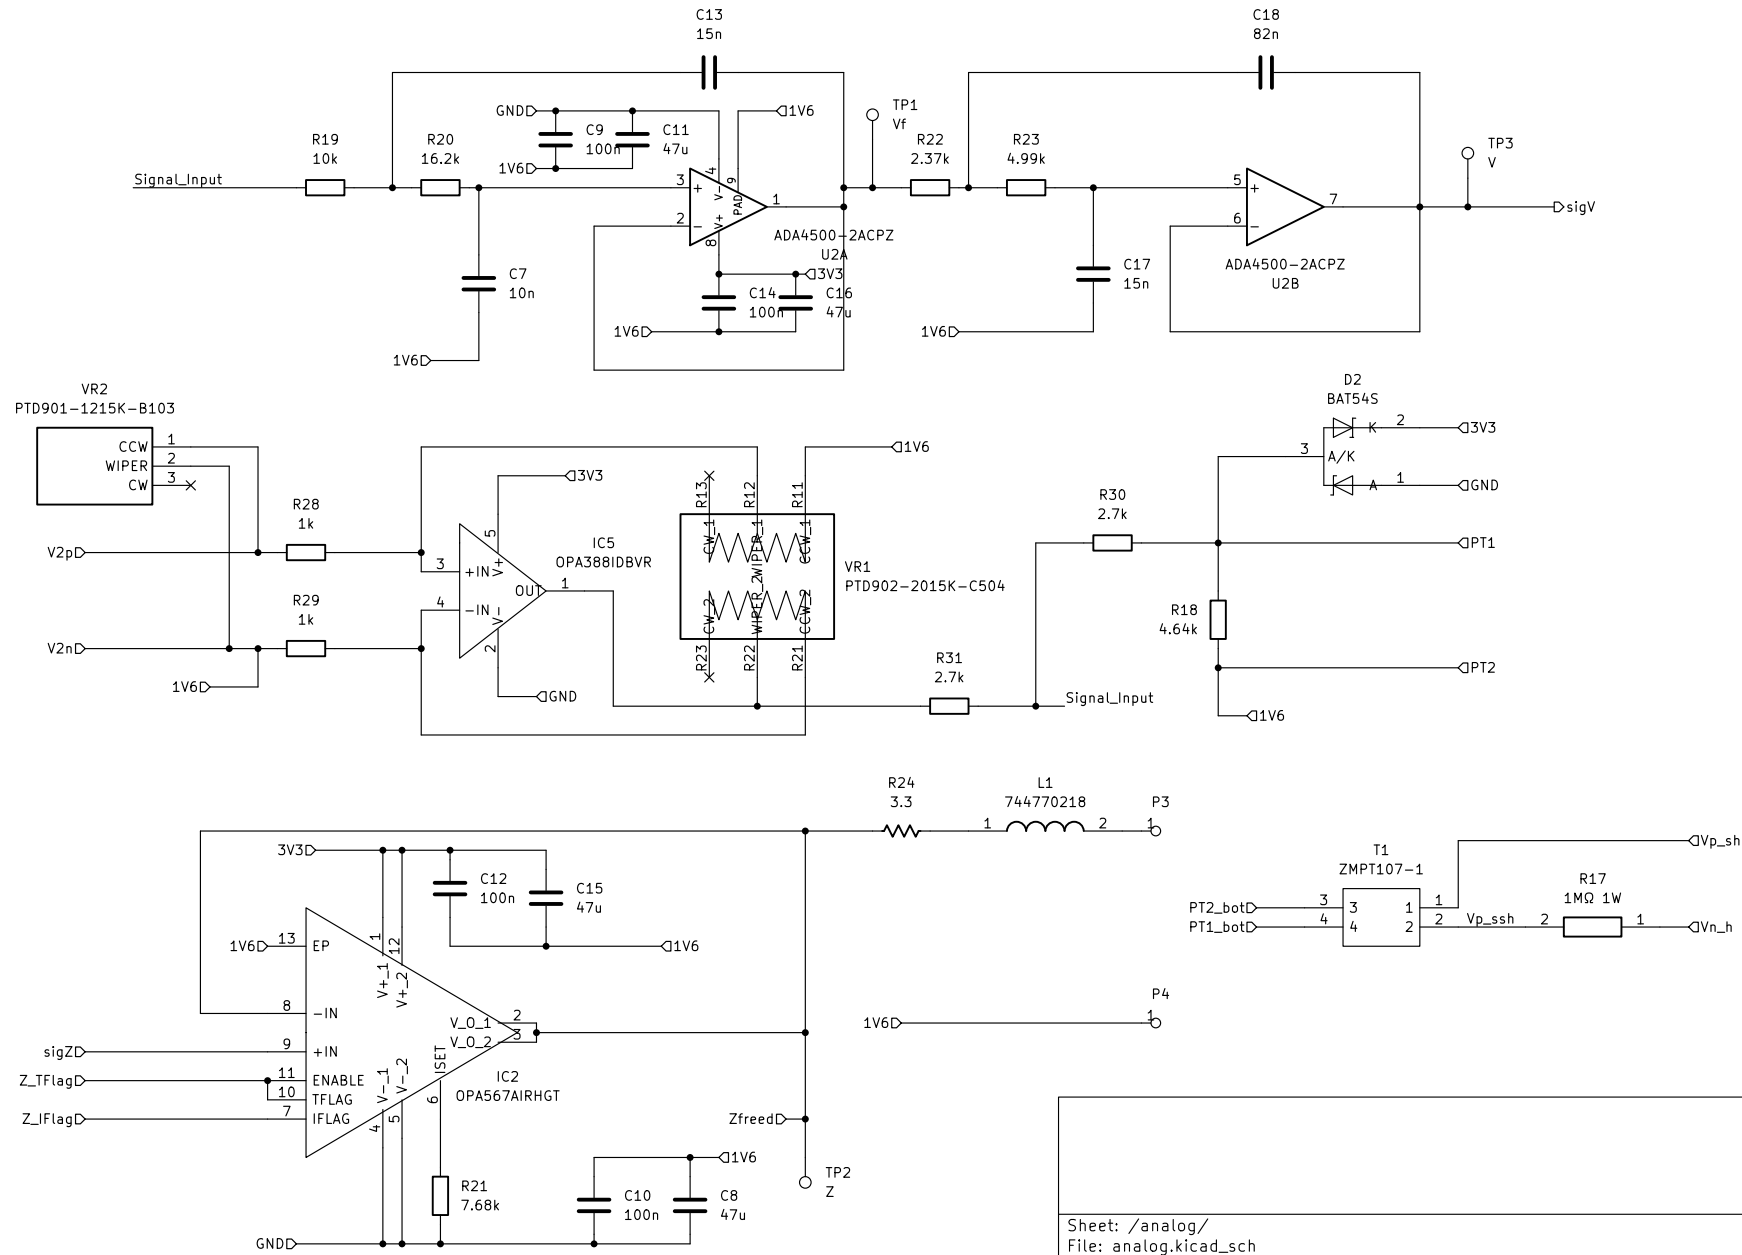 C13
15n
C18
82n
GND
1V6
C9
100n
C11
47u
1V6
TP1
Vf
R19
10k
R20
16.2k
R22
2.37k
R23
4.99k
TP3
V
Signal_Input
3
+
V-
4
PAD
9
1
2
-
V+
8
ADA4500-2ACPZ
U2A
5
+
7
6
-
sigV
ADA4500-2ACPZ
U2B
C7
10n
3V3
C14
100n
C16
47u
1V6
C17
15n
1V6
1V6
VR2
PTD901-1215K-B103
CCW
1
WIPER
2
CW
3
D2
BAT54S
K
2
3V3
3
A/K
A
1
GND
1V6
3V3
R28
1k
V2p
R29
1k
V2n
1V6
3
+IN
4
-IN
V+
5
V-
2
OUT
1
IC5
OPA388IDBVR
GND
R13
R12
R11
CW_1
WIPER_1
CCW_1
CW_2
WIPER_2
CCW_2
R23
R22
R21
VR1
PTD902-2015K-C504
R30
2.7k
PT1
R18
4.64k
PT2
1V6
R31
2.7k
Signal_Input
R24
3.3
L1
744770218
1
2
P3
1
3V3
C12
100n
C15
47u
1V6
1V6
13
EP
1
12
V+_1
V+_2
8
-IN
sigZ
9
+IN
Z_TFlag
11
ENABLE
10
TFLAG
Z_IFlag
7
IFLAG
V_O_1
2
V_O_2
3
ISET
6
V-_1
V-_2
4
5
IC2
OPA567AIRHGT
R21
7.68k
GND
C10
100n
C8
47u
1V6
Zfreed
TP2
Z
1V6
P4
1
T1
ZMPT107-1
PT2_bot
3
3
PT1_bot
4
4
1
1
2
2
Vp_sh
Vp_ssh
2
R17
1MΩ 1W
1
Vn_h
Sheet: /analog/
File: analog.kicad_sch